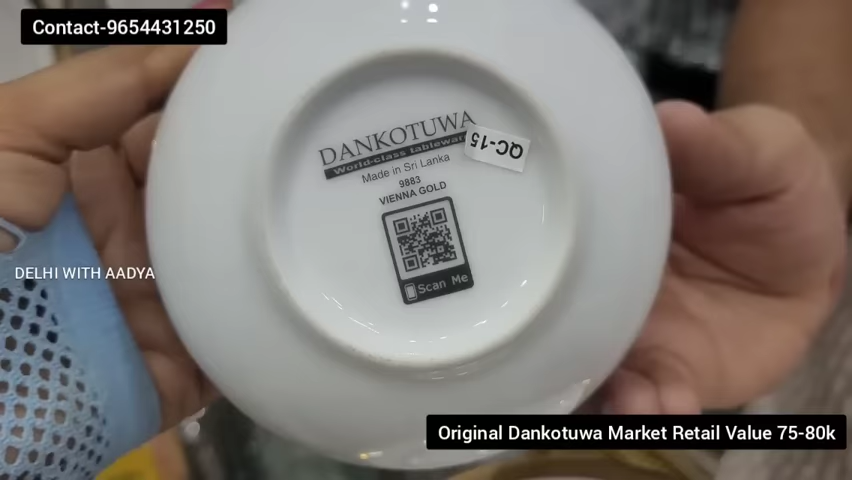 Contact-9654431250
DANKOTUWA
World-class tableware
QC-15
Made in Sri Lanka
9883
VIENNA GOLD
Scan Me
DELHI WITH AADYA
Original Dankotuwa Market Retail Value 75-80k